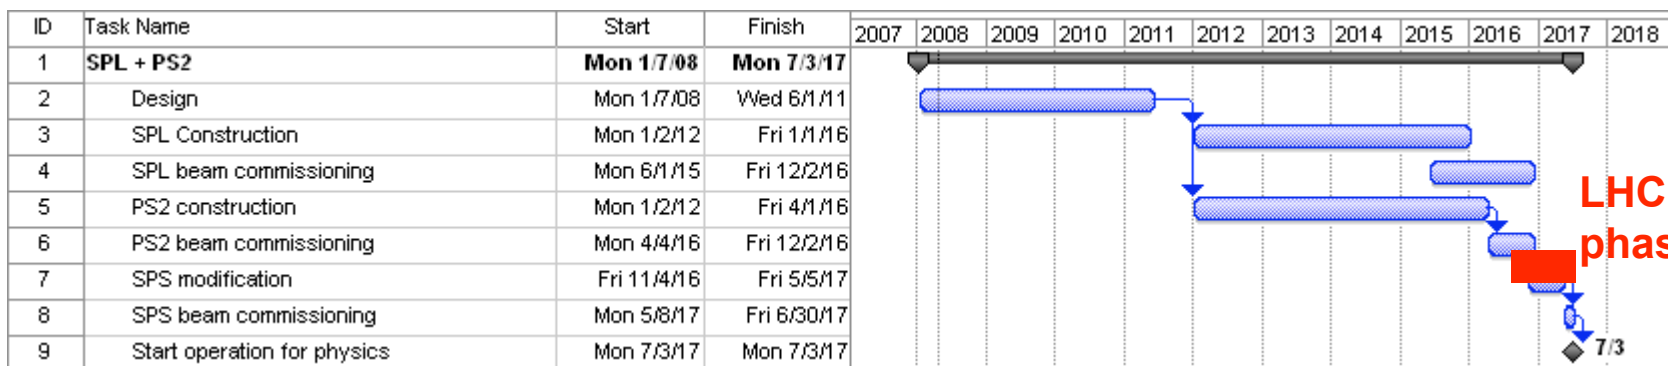 ID Task Name Start Finish 2007 2008 2009 2010 2011 2012 2013 2014 2015 2016 2017 2018
1 SPL + PS2 Mon 1/7/08 Mon 7/3/17
2 Design Mon 1/7/08 Wed 6/1/11
3 SPL Construction Mon 1/2/12 Fri 1/1/16
4 SPL beam commissioning Mon 6/1/15 Fri 12/2/16
LHC
5 PS2 construction Mon 1/2/12 Fri 4/1/16
6 PS2 beam commissioning Mon 4/4/16 Fri 12/2/16
phas
7 SPS modification Fri 11/4/16 Fri 5/5/17
8 SPS beam commissioning Mon 5/8/17 Fri 6/30/17
9 Start operation for physics Mon 7/3/17 Mon 7/3/17 7/3